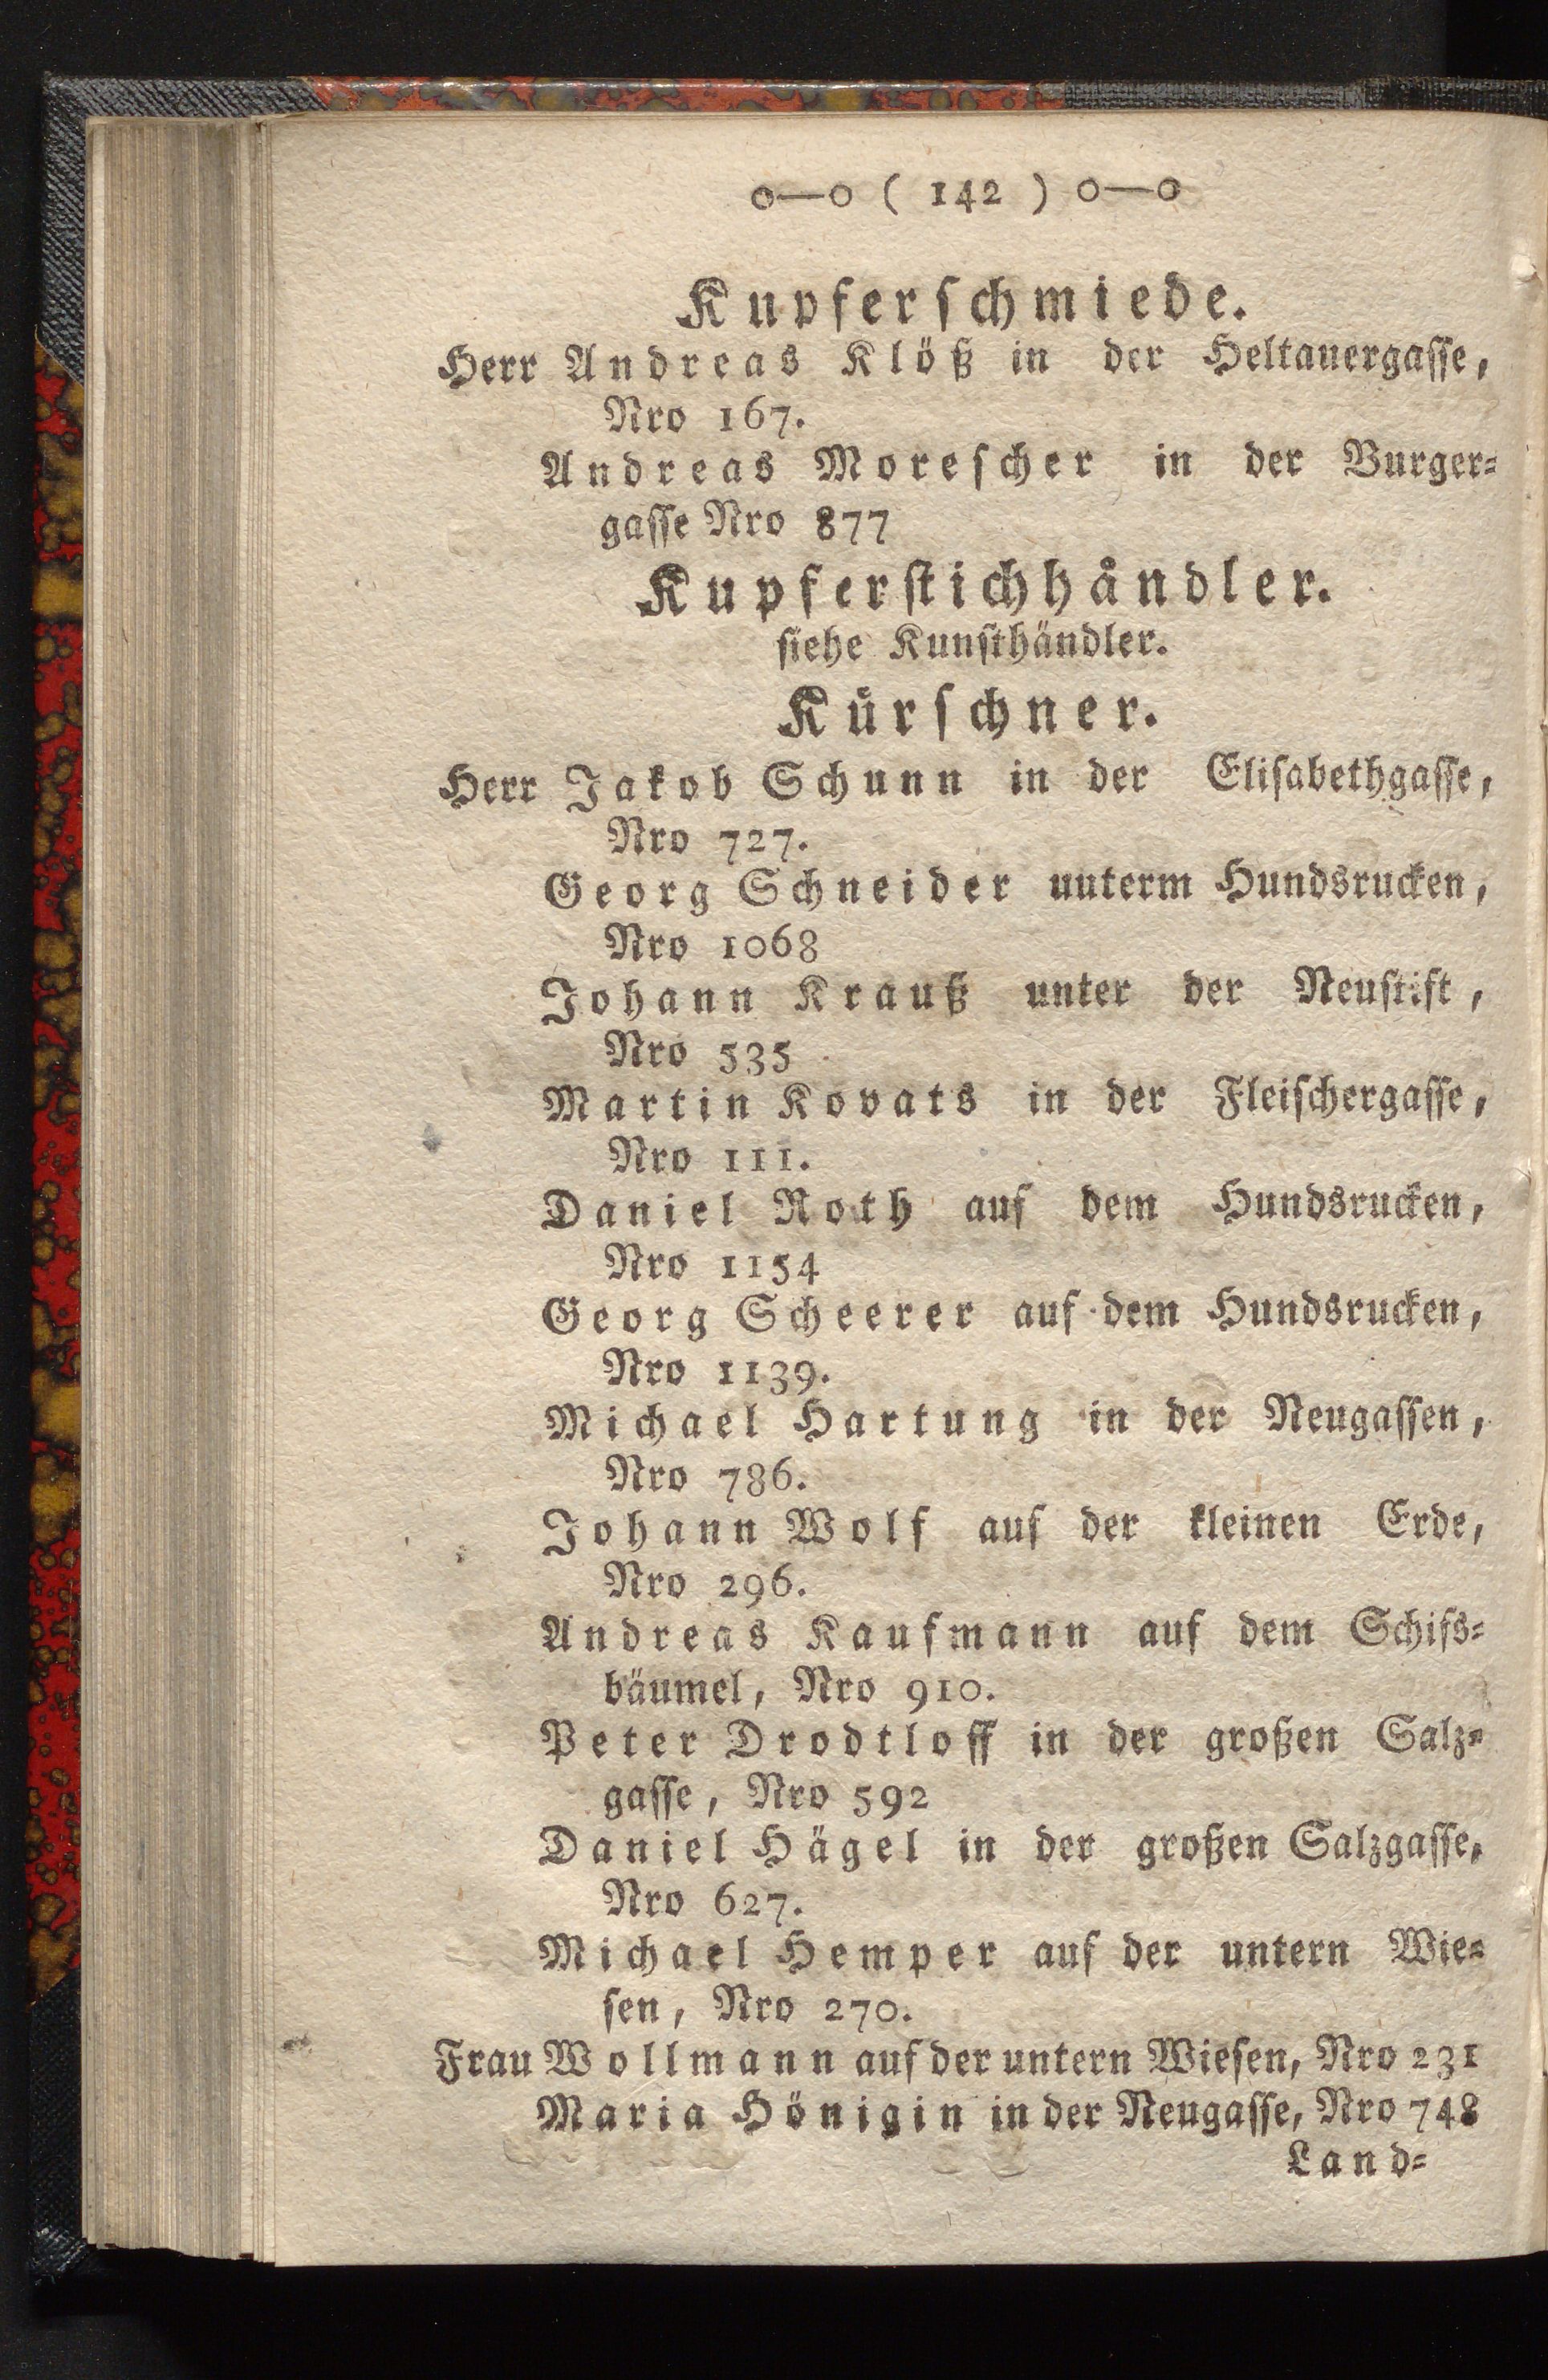 o—o ( 142 ) o—o
Kupferschmiede.
Herr Andreas Klöß in der Heltauergasse,
Nro 167.
Andreas Morescher in der Burger=
gasse Nro 877
Kupferstichhåndler.
siehe Kunsthändler.
Kürschner.
Herr Jakob Schunn in der Elisabethgasse,
Nro 727.
Georg Schneider unterm Hundsrucken,
Nro 1068
Johann Krauß unter der Neustift,
Nro 535
Martin Kovats in der Fleischergasse,
Nro 111.
Daniel Roth auf dem Hundsrucken,
Nro 1154
Georg Scheerer auf dem Hundsrucken,
Nro 1139.
Michael Hartung in der Neugassen,
Nro 786.
Johann Wolf auf der kleinen Erde,
Nro 296.
Andreas Kaufmann auf dem Schifs=
bäumel, Nro 910.
Peter Drodtloff in der großen Salz=
gasse, Nro 592
Daniel Hägel in der großen Salzgasse,
Nro 627.
Michael Hemper auf der untern Wie=
sen, Nro 270.
Frau Wollmann auf der untern Wiesen, Nro 231
Maria Hönigin in der Neugasse, Nro 748
Land=